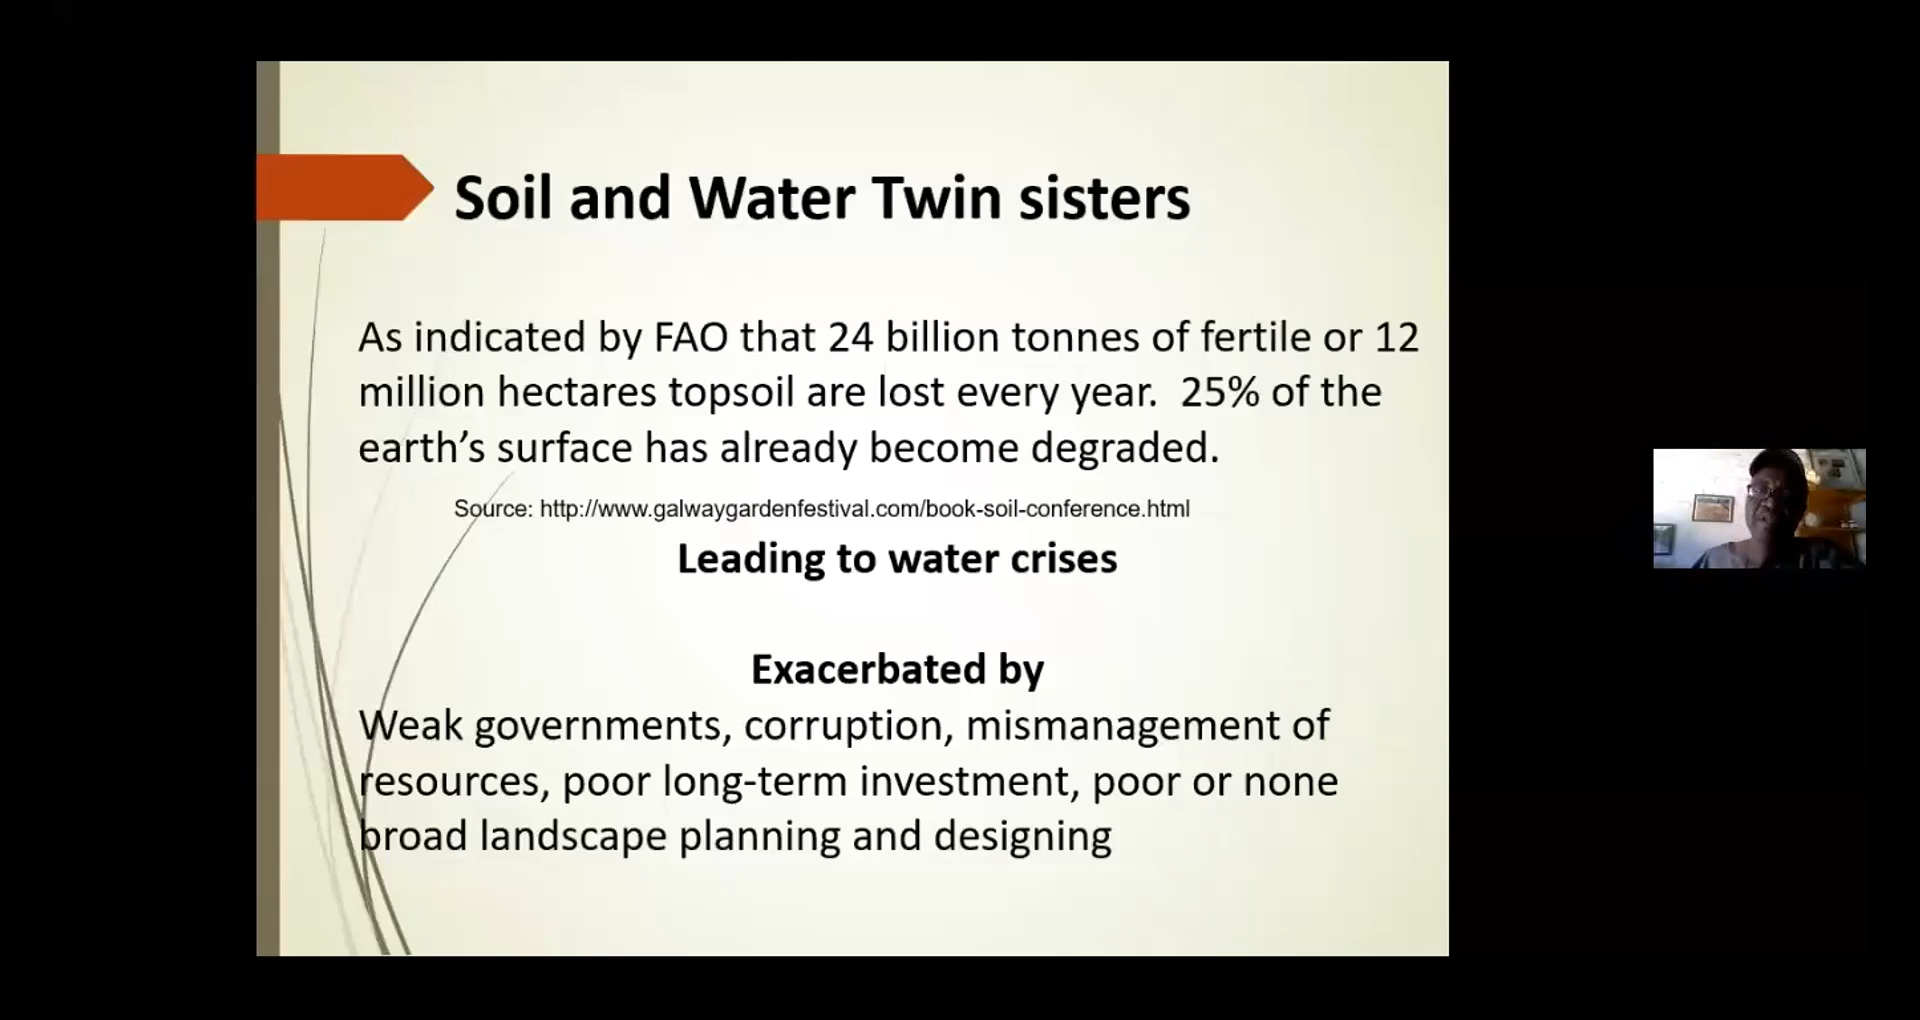 Soil and Water Twin sisters
As indicated by FAO that 24 billion tonnes of fertile or 12
million hectares topsoil are lost every year.  25% of the
earth’s surface has already become degraded.
Source: http://www.galwaygardenfestival.com/book-soil-conference.html
Leading to water crises
Exacerbated by
Weak governments, corruption, mismanagement of
resources, poor long-term investment, poor or none
broad landscape planning and designing